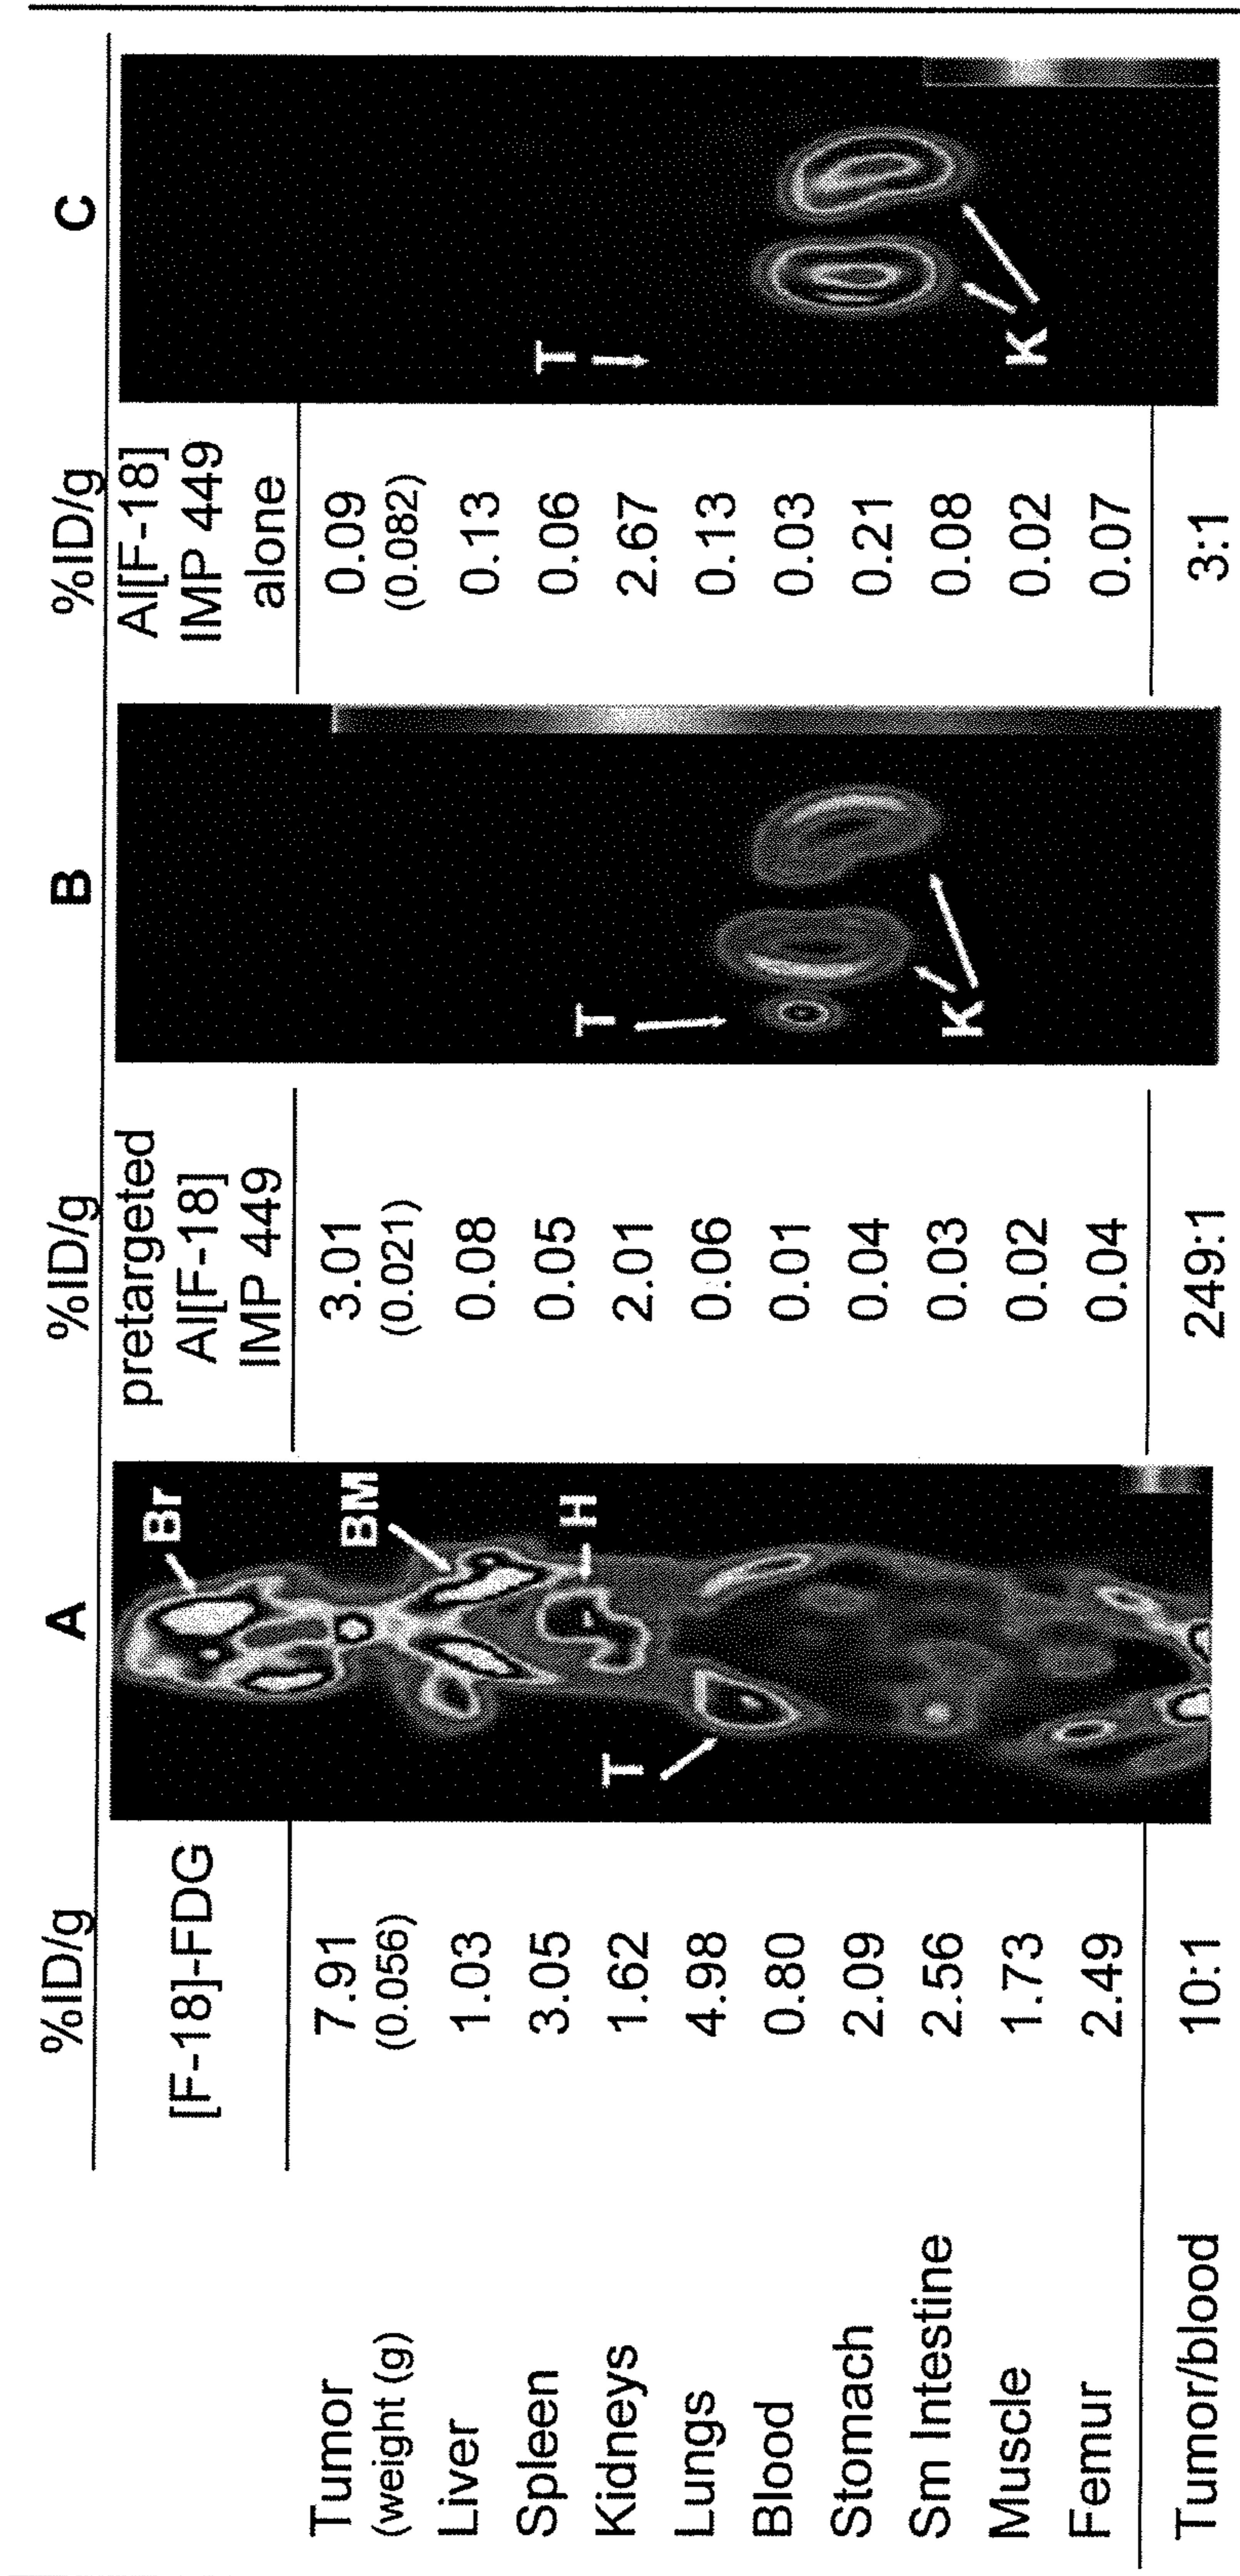 A B C
%ID/g %ID/g %ID/g
[F-18]-FDG pretargeted Al[F-18] IMP 449 Al[F-18] IMP 449 alone
Tumor 7.91 3.01 0.09
(weight (g) (0.056) (0.021) (0.082)
Liver 1.03 0.08 0.13
Spleen 3.05 0.05 0.06
Kidneys 1.62 2.01 2.67
Lungs 4.98 0.06 0.13
Blood 0.80 0.01 0.03
Stomach 2.09 0.04 0.21
Sm Intestine 2.56 0.03 0.08
Muscle 1.73 0.02 0.02
Femur 2.49 0.04 0.07
Tumor/blood 10:1 249:1 3:1
Br
BM
H
T
T
K
T
K